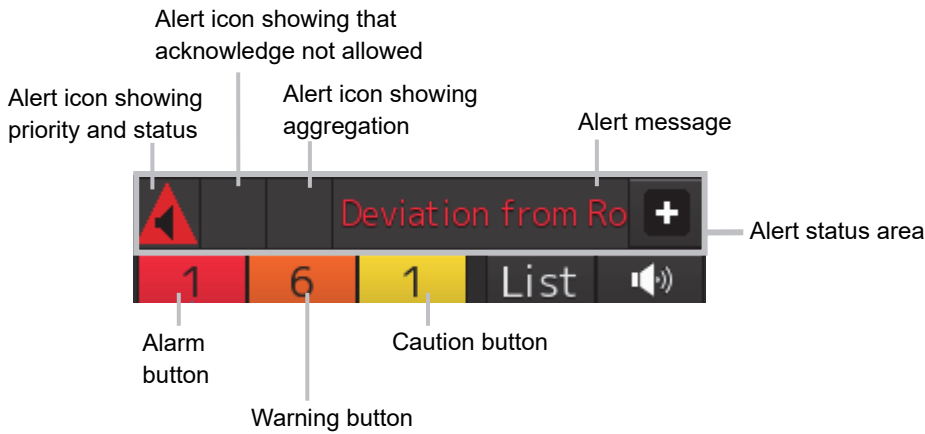 Alert icon showing that
acknowledge not allowed
Alert icon showing
priority and status
Alert icon showing
aggregation
Alert message
Deviation from Ro
Alert status area
1 6 1 List
Alarm
button
Caution button
Warning button